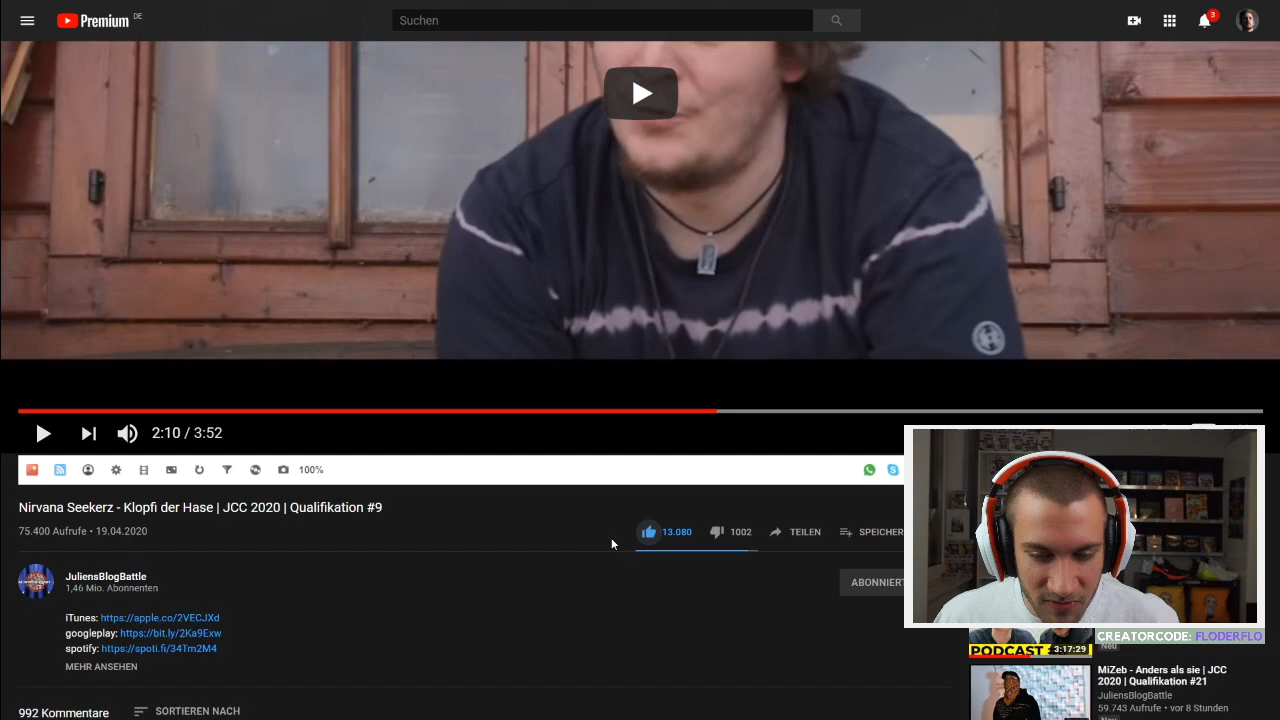 Premium DE
Suchen
3
2:10 / 3:52
100%
Nirvana Seekerz - Klopfi der Hase | JCC 2020 | Qualifikation #9
75.400 Aufrufe • 19.04.2020
13.080
1002
TEILEN
SPEICHER
JuliensBlogBattle
1,46 Mio. Abonnenten
ABONNIERT
iTunes: https://apple.co/2VECJXd
googleplay: https://bit.ly/2Ka9Exw
spotify: https://spoti.fi/34Tm2M4
MEHR ANSEHEN
992 Kommentare
SORTIEREN NACH
CREATORCODE: FLODERFLO
PODCAST
3:17:29
Neu
MiZeb - Anders als sie | JCC
2020 | Qualifikation #21
JuliensBlogBattle
59.743 Aufrufe • vor 8 Stunden